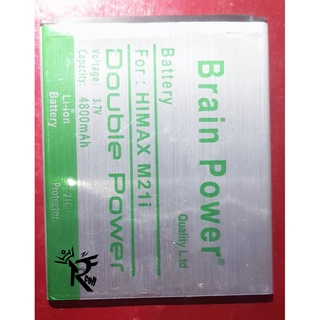 Brain Power®
Quality Ltd
Battery
For : HIMAX M21i
Double Power
Voltage: 3.7V
Capacity: 4800mAh
Li-ion
Battery
Protector: